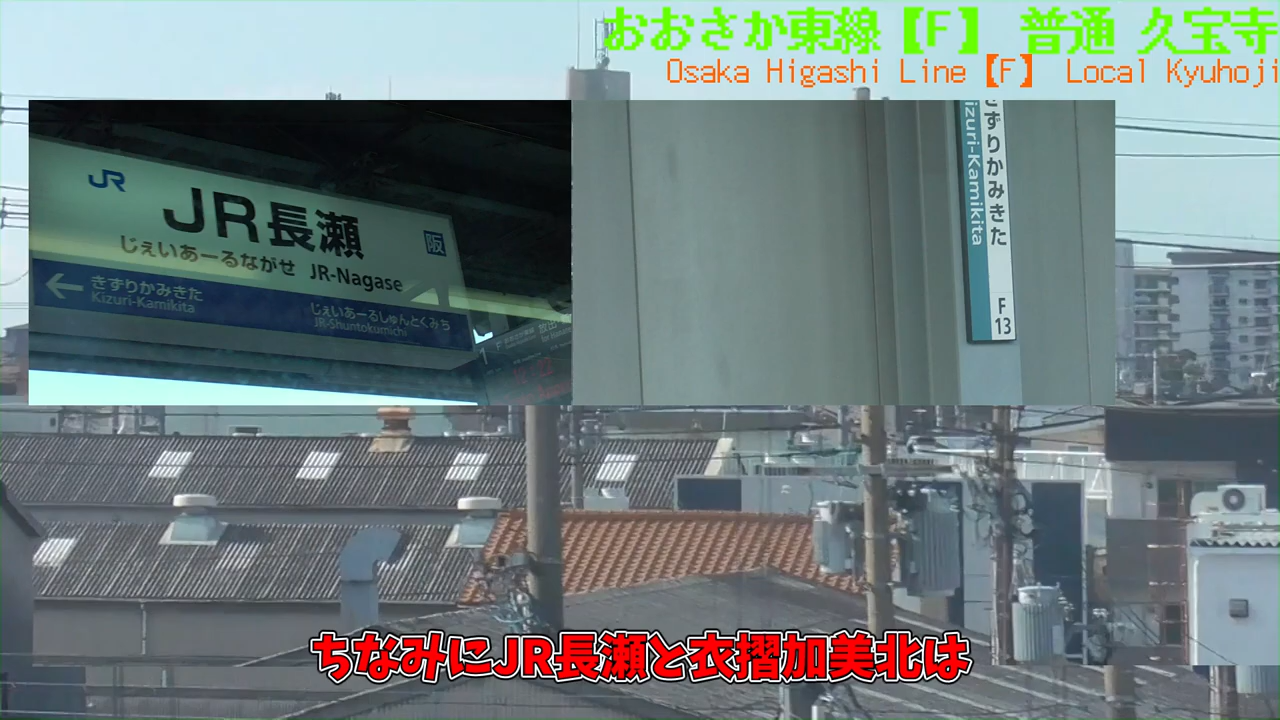 おおさか東線【F】 普通 久宝寺
Osaka Higashi Line【F】 Local Kyuhoji
JR
JR長瀬
阪
じぇいあーるながせ JR-Nagase
きずりかみきた
Kizuri-Kamikita
じぇいあーるしゅんとくみち
JR-Shuntokumichi
きずりかみきた
izuri-Kamikita
F
13
ちなみにJR長瀬と衣摺加美北は